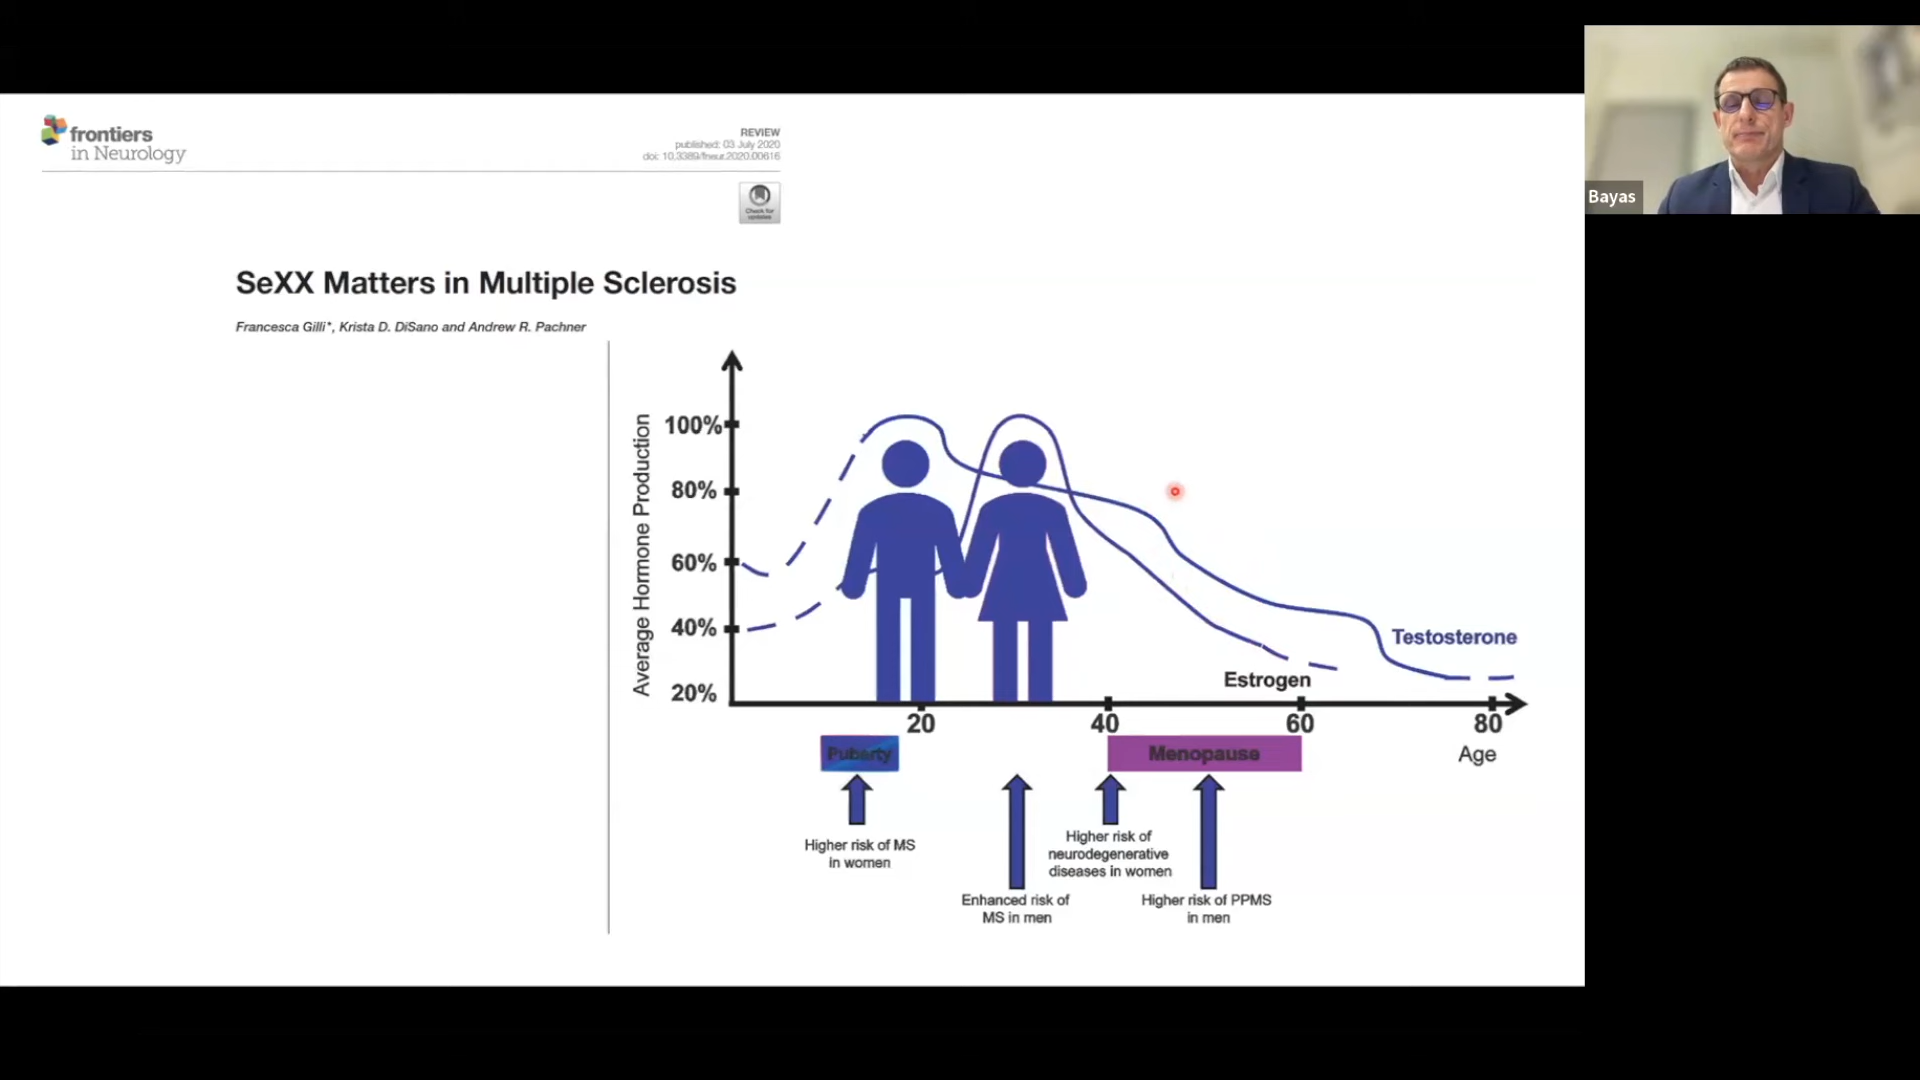 frontiers
in Neurology
REVIEW
published: 03 July 2020
doi: 10.3389/fneur.2020.00616
Check for
updates
SeXX Matters in Multiple Sclerosis
Francesca Gilli*, Krista D. DiSano and Andrew R. Pachner
Average Hormone Production
100%
80%
60%
40%
20%
Testosterone
Estrogen
20
40
60
80
Age
Puberty
Menopause
Higher risk of MS
in women
Enhanced risk of
MS in men
Higher risk of
neurodegenerative
diseases in women
Higher risk of PPMS
in men
Bayas